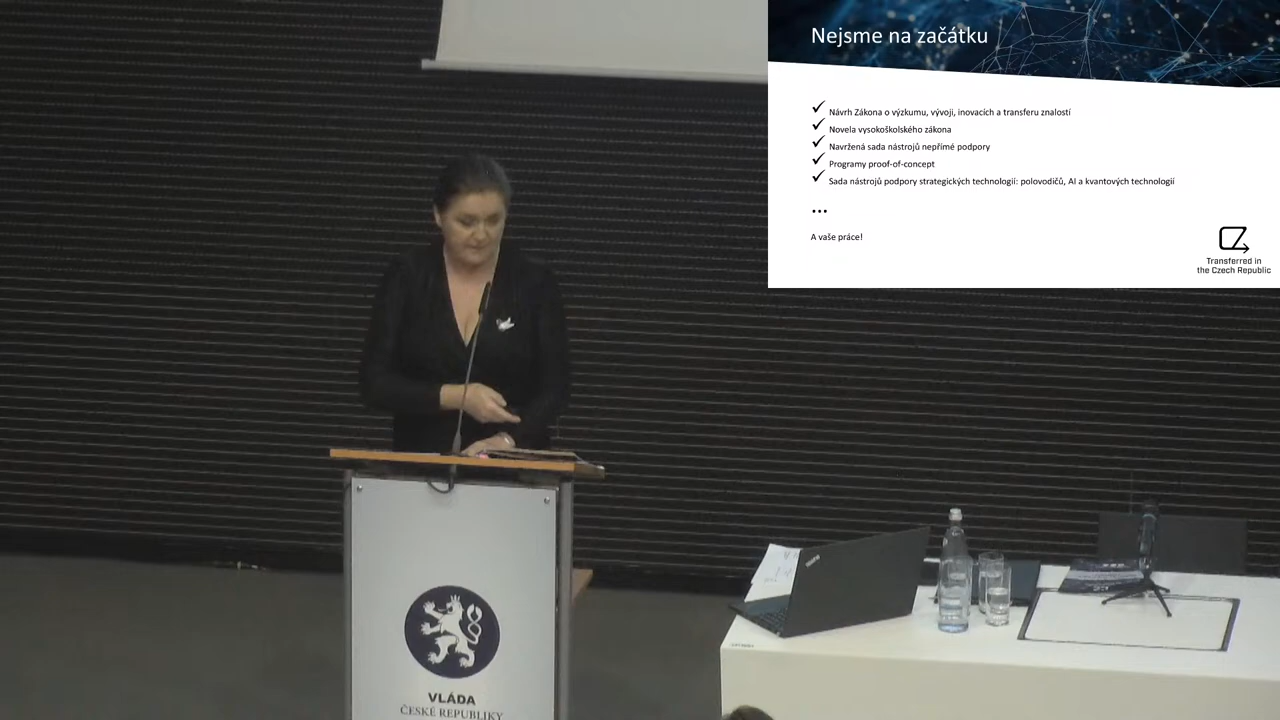 Nejsme na začátku
✓ Návrh Zákona o výzkumu, vývoji, inovacích a transferu znalostí
✓ Novela vysokoškolského zákona
✓ Navržená sada nástrojů nepřímé podpory
✓ Programy proof-of-concept
✓ Sada nástrojů podpory strategických technologií: polovodičů, AI a kvantových technologií
...
A vaše práce!
Transferred in
the Czech Republic
VLÁDA
ČESKÉ REPUBLIKY